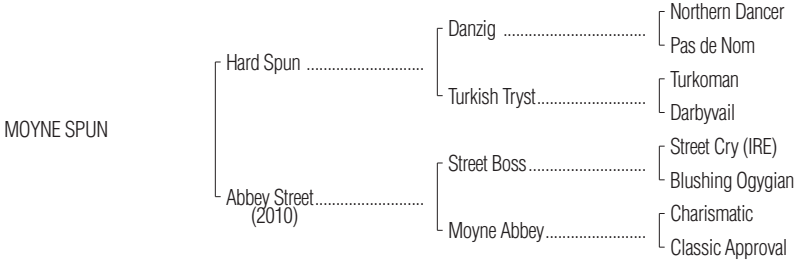 Northern Dancer
Danzig ................................
Pas de Nom
Hard Spun ..........................
Turkoman
Turkish Tryst........................
Darbyvail
MOYNE SPUN
Street Cry (IRE)
Street Boss..........................
Blushing Ogygian
Abbey Street........................
(2010)
Charismatic
Moyne Abbey......................
Classic Approval